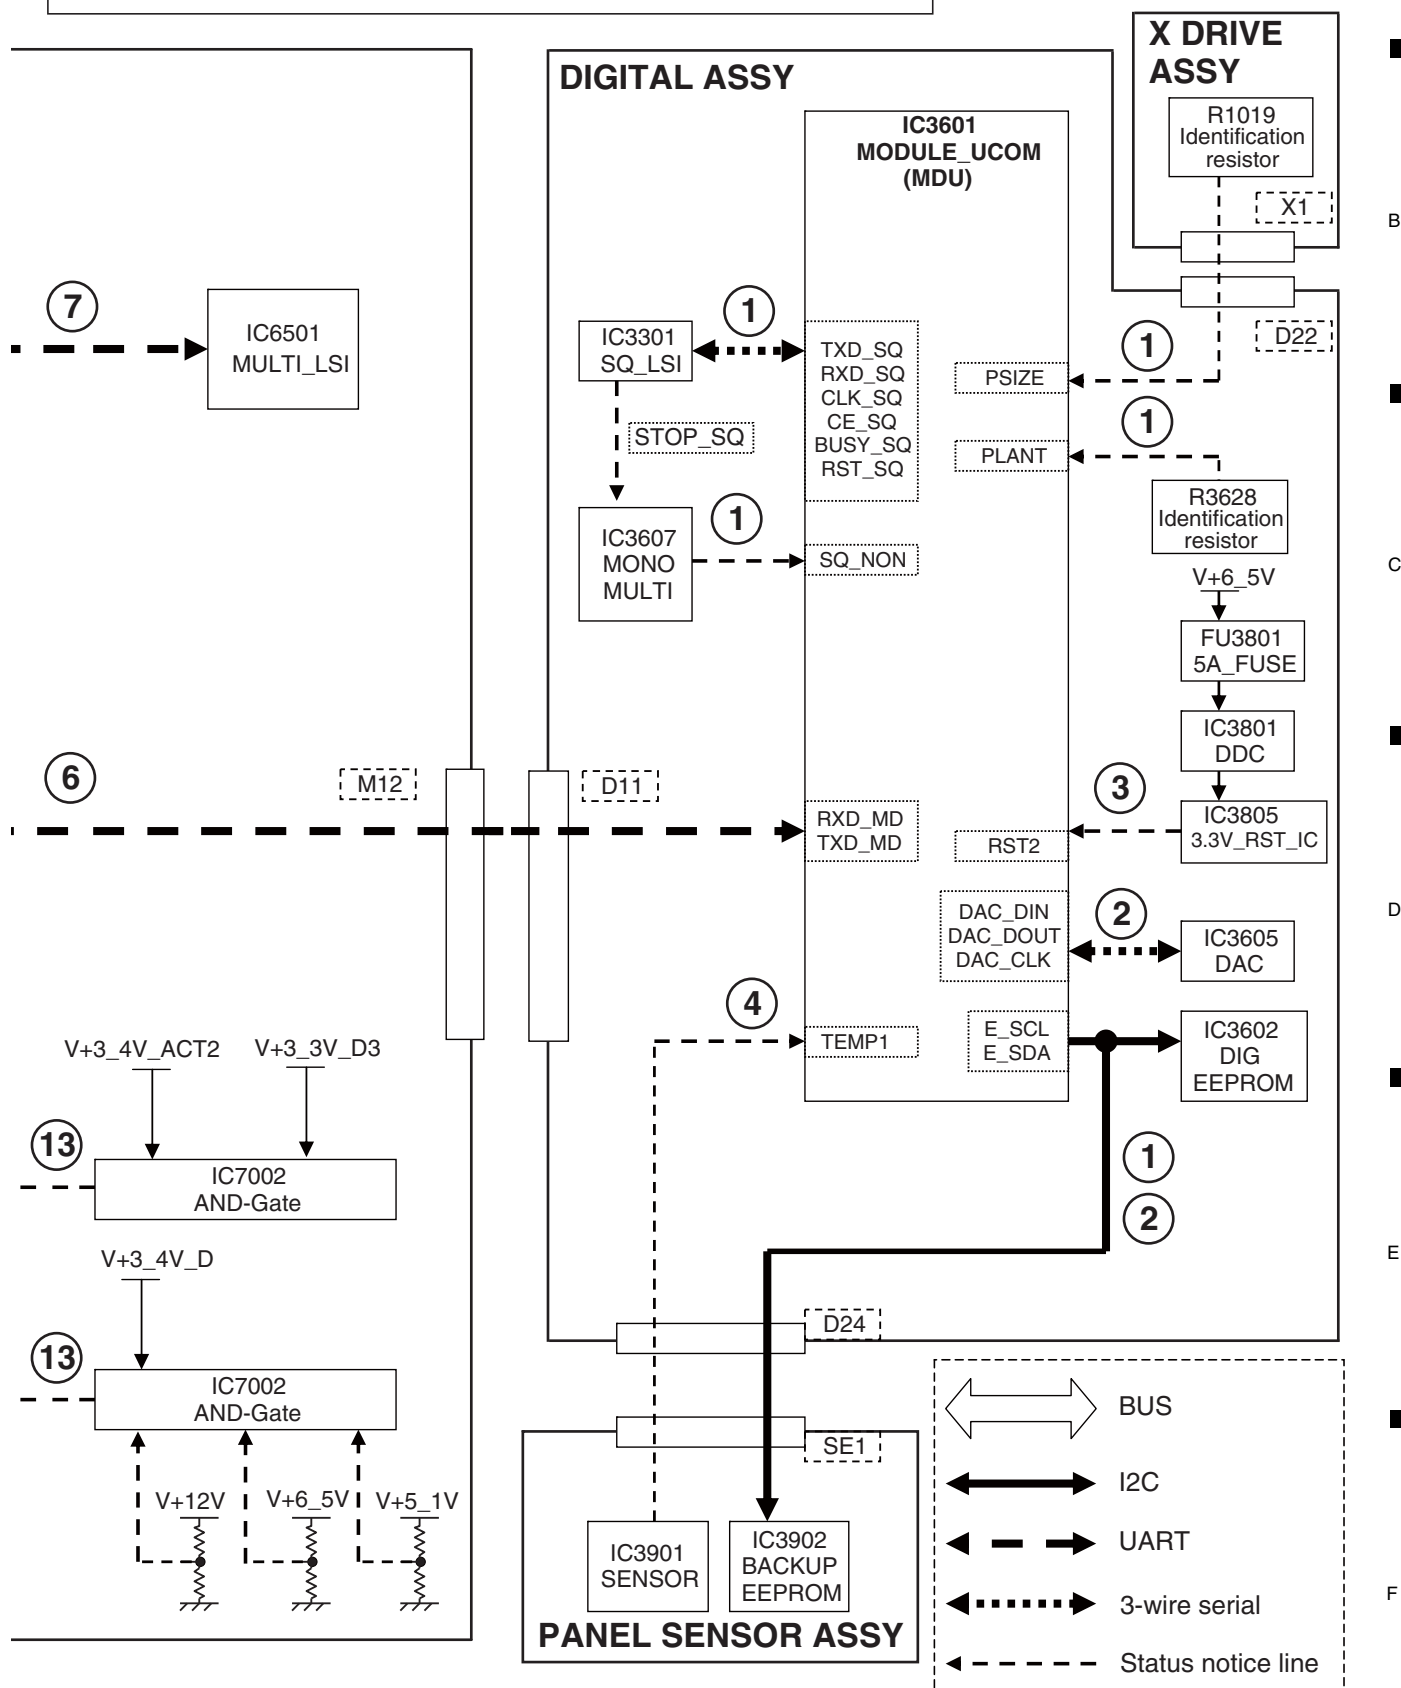 X DRIVE
ASSY
R1019
Identification
resistor
X1
B
D22
DIGITAL ASSY
IC3601
MODULE_UCOM
(MDU)
7
IC6501
MULTI_LSI
IC3301
SQ_LSI
1
TXD_SQ
RXD_SQ
CLK_SQ
CE_SQ
BUSY_SQ
RST_SQ
PSIZE
1
STOP_SQ
PLANT
1
R3628
Identification
resistor
IC3607
MONO
MULTI
1
SQ_NON
C
V+6_5V
FU3801
5A_FUSE
IC3801
DDC
6
M12
D11
RXD_MD
TXD_MD
RST2
3
IC3805
3.3V_RST_IC
DAC_DIN
DAC_DOUT
DAC_CLK
2
IC3605
DAC
D
4
TEMP1
E_SCL
E_SDA
IC3602
DIG
EEPROM
V+3_4V_ACT2
V+3_3V_D3
13
IC7002
AND-Gate
1
2
V+3_4V_D
E
13
IC7002
AND-Gate
D24
SE1
V+12V
V+6_5V
V+5_1V
IC3901
SENSOR
IC3902
BACKUP
EEPROM
PANEL SENSOR ASSY
BUS
I2C
UART
3-wire serial
F
Status notice line